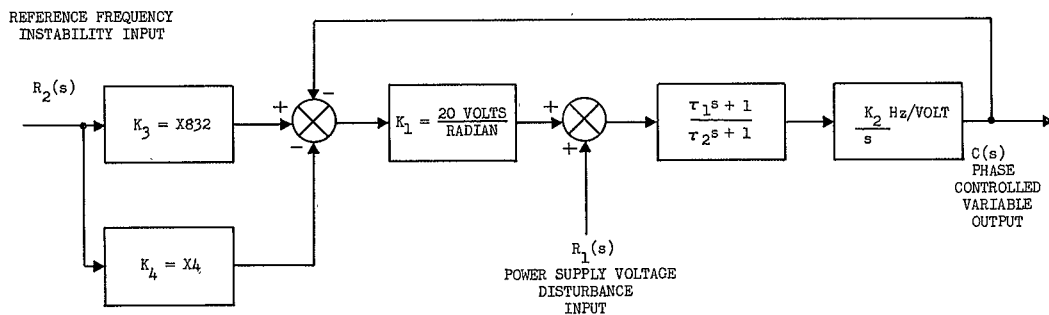 REFERENCE FREQUENCY
INSTABILITY INPUT
R2(s)
K3 = X832
K4 = X4
+
−
−
K1 = 20 VOLTS / RADIAN
+
+
R1(s)
POWER SUPPLY VOLTAGE
DISTURBANCE
INPUT
τ1s + 1
τ2s + 1
K2 Hz/VOLT
s
C(s)
PHASE
CONTROLLED
VARIABLE
OUTPUT